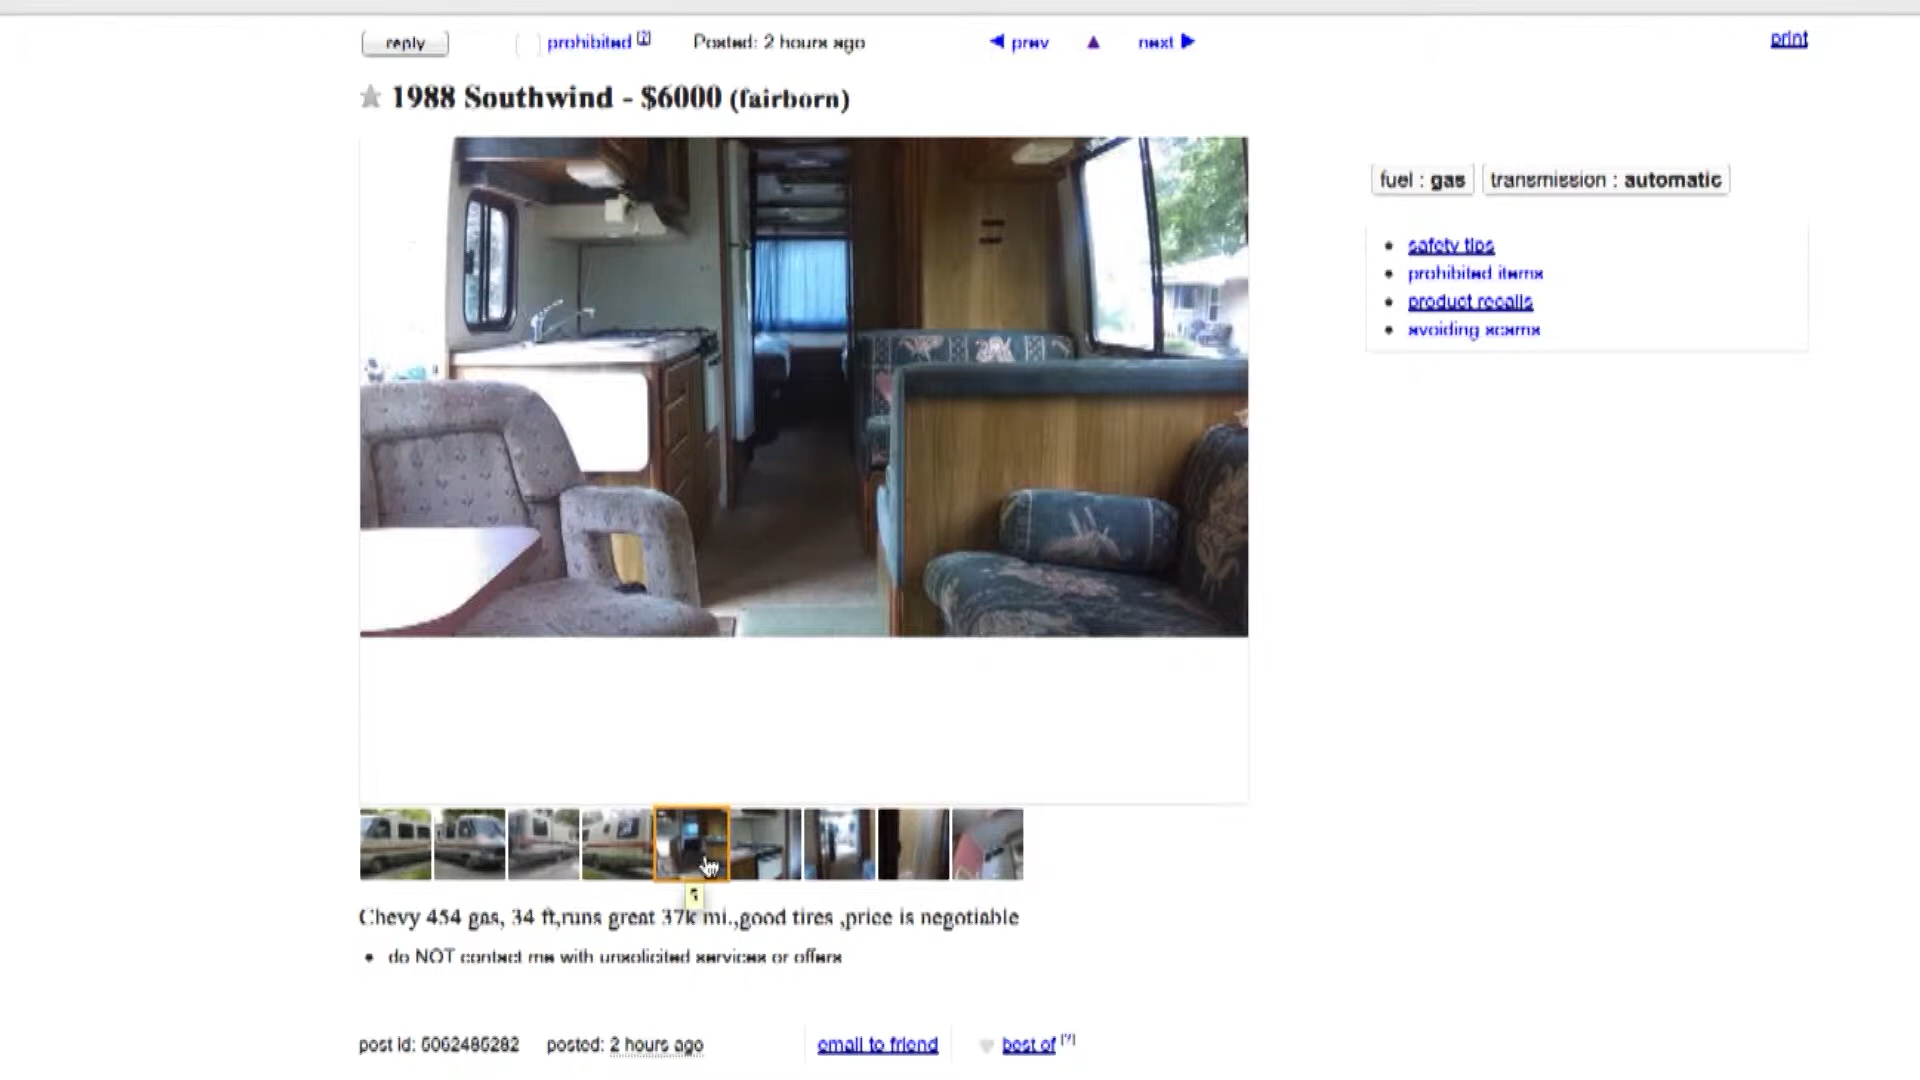 reply prohibited [?] Posted: 2 hours ago ◀ prev ▲ next ▶ print
1988 Southwind - $6000 (fairborn)
fuel : gas transmission : automatic
safety tips
prohibited items
product recalls
avoiding scams
5
Chevy 454 gas, 34 ft,runs great 37k mi.,good tires ,price is negotiable
do NOT contact me with unsolicited services or offers
post id: posted: 2 hours ago email to friend best of [?]